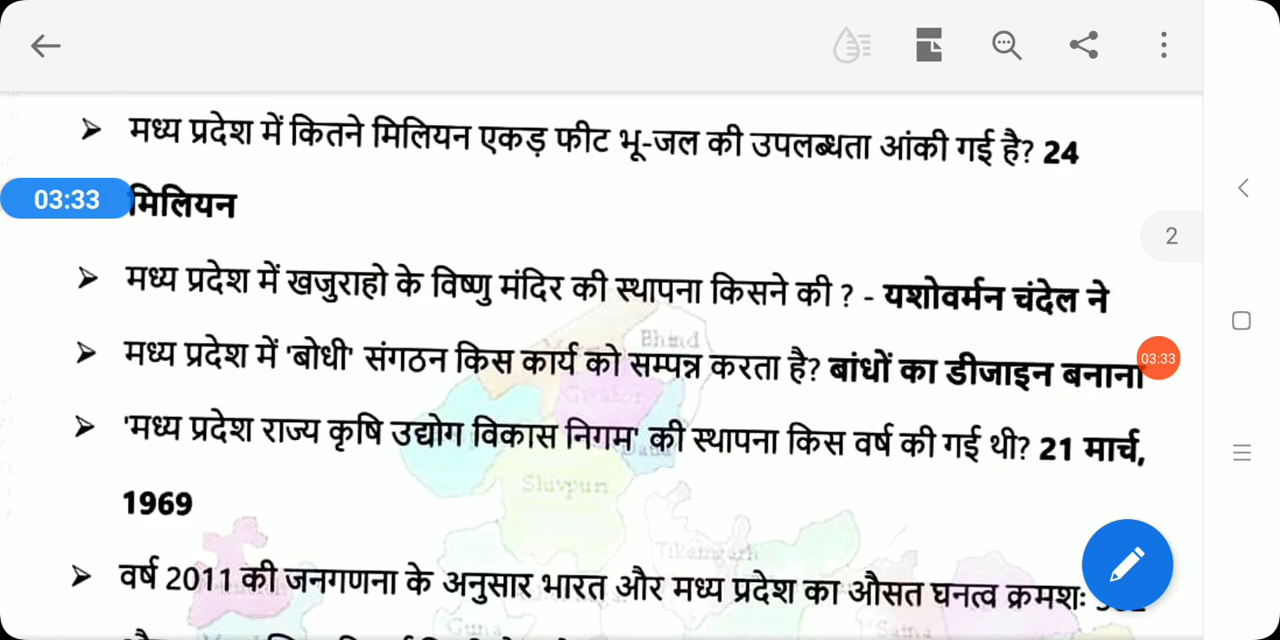 मध्य प्रदेश में कितने मिलियन एकड़ फीट भू-जल की उपलब्धता आंकी गई है? 24
03:33 मिलियन
2
मध्य प्रदेश में खजुराहो के विष्णु मंदिर की स्थापना किसने की ? - यशोवर्मन चंदेल ने
Bhind
मध्य प्रदेश में 'बोधी' संगठन किस कार्य को सम्पन्न करता है? बांधों का डीजाइन बनाना 03:33
Gwalior
'मध्य प्रदेश राज्य कृषि उद्योग विकास निगम' की स्थापना किस वर्ष की गई थी? 21 मार्च,
Shivpuri
1969
Tikamgarh
वर्ष 2011 की जनगणना के अनुसार भारत और मध्य प्रदेश का औसत घनत्व क्रमशः
Guna